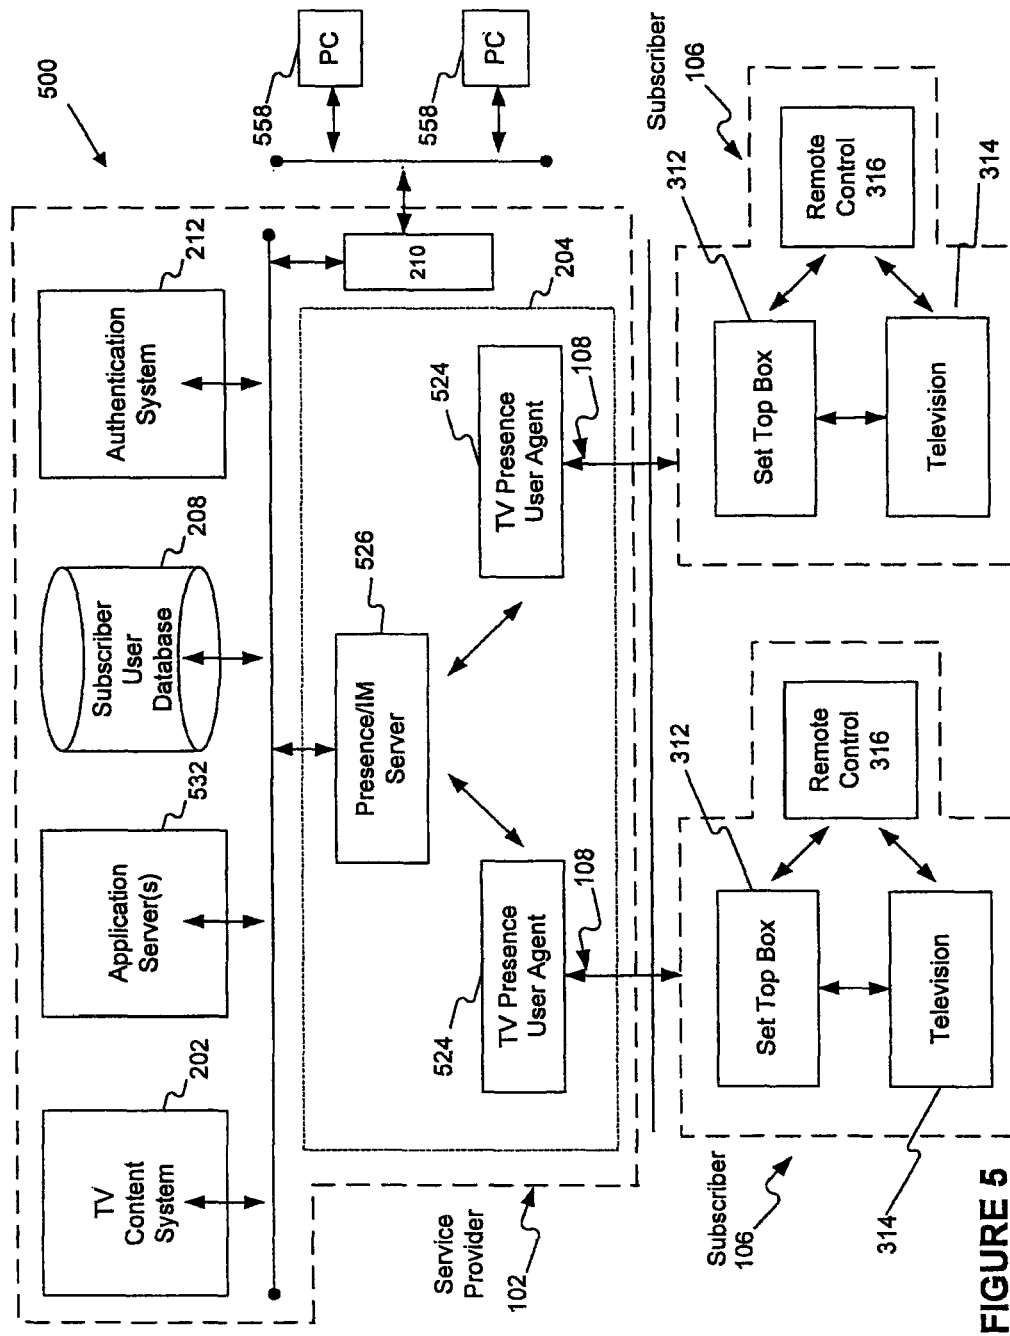 500
TV
Content
System
202
Application
Server(s)
532
Subscriber
User
Database
208
Authentication
System
212
Service
Provider
102
Presence/IM
Server
526
204
210
558
PC
558
PC
524
TV Presence
User Agent
108
524
TV Presence
User Agent
108
Subscriber
106
312
Set Top Box
Remote
Control
316
Television
314
Subscriber
106
312
Set Top Box
Remote
Control
316
Television
314
FIGURE 5